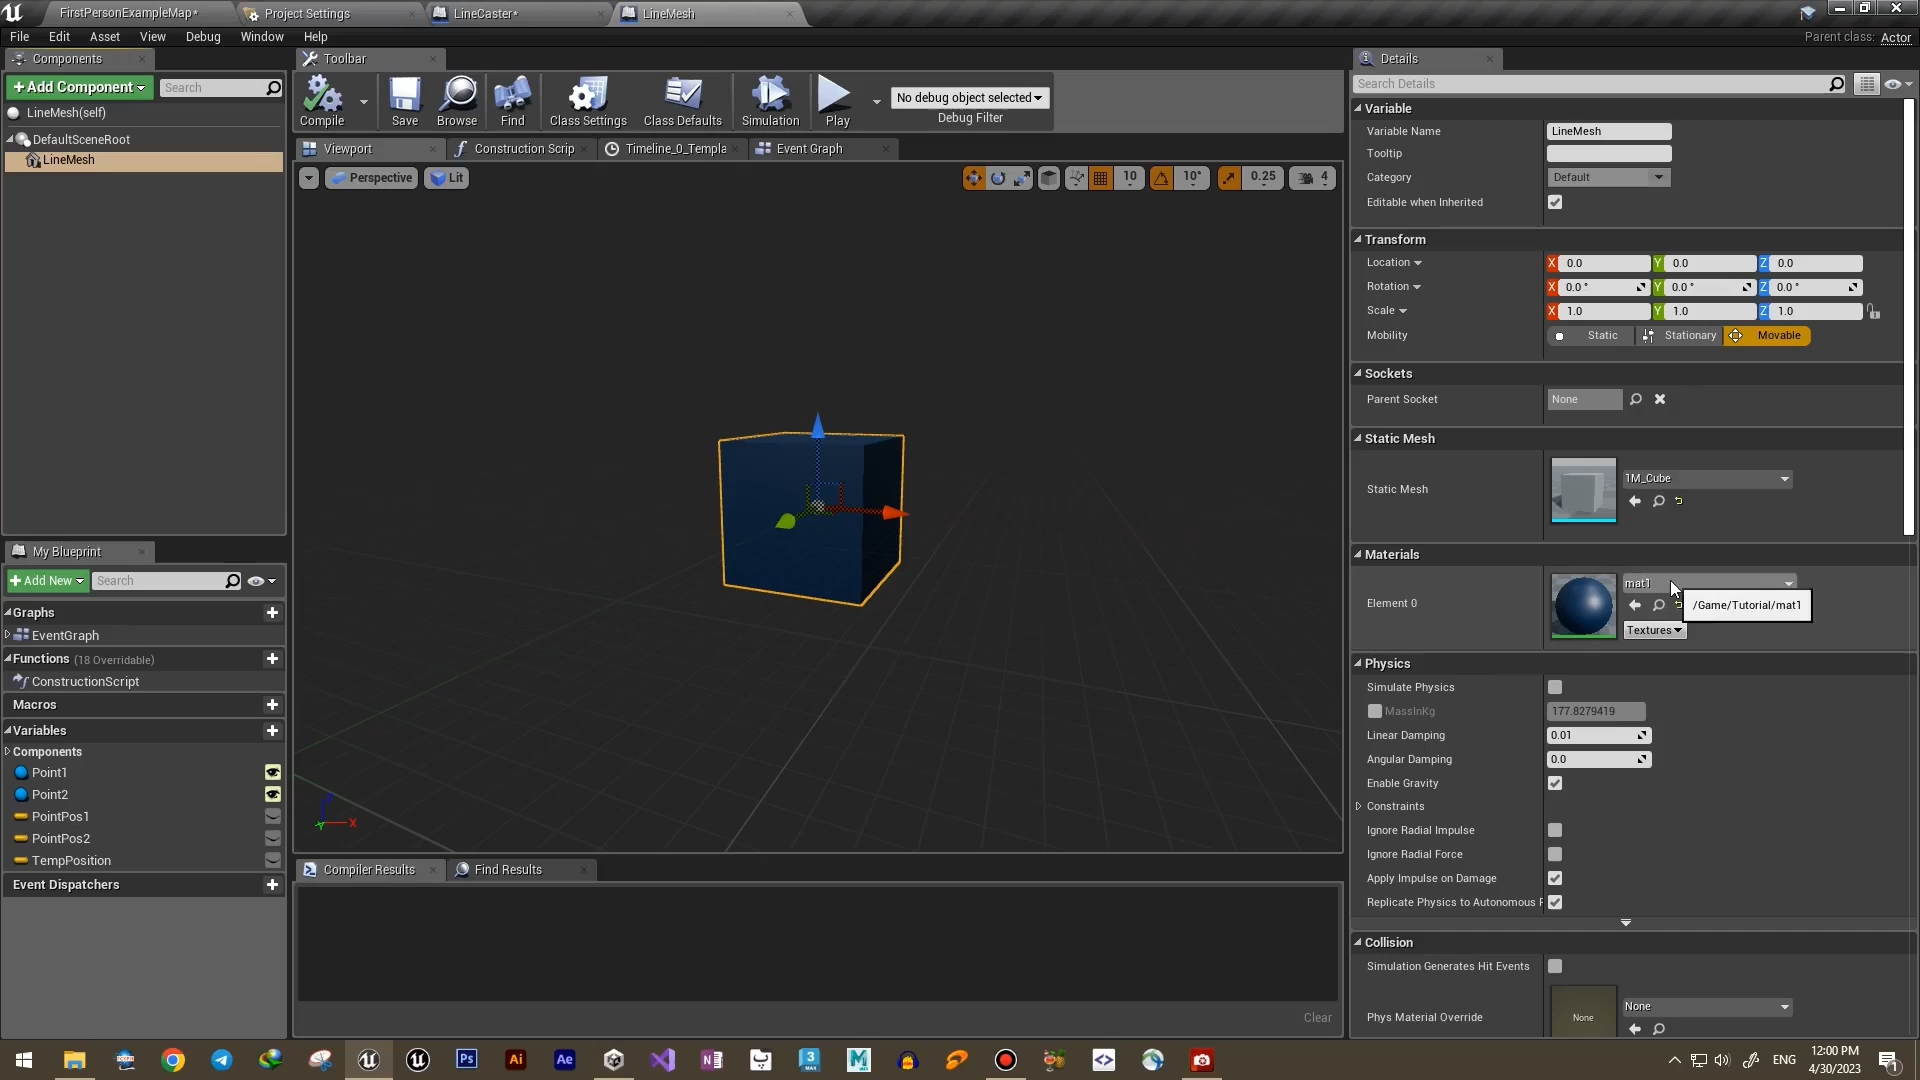 FirstPersonExampleMap*
Project Settings
LineCaster*
LineMesh
File Edit Asset View Debug Window Help
Parent class: Actor
Components
Add Component
Search
LineMesh(self)
DefaultSceneRoot
LineMesh
Toolbar
Compile
Save
Browse
Find
Class Settings
Class Defaults
Simulation
Play
No debug object selected
Debug Filter
Viewport
Construction Scrip
Timeline_0_Templa
Event Graph
Perspective
Lit
10
10°
0.25
4
X
Z
Compiler Results
Find Results
Clear
My Blueprint
Add New
Search
Graphs
EventGraph
Functions (18 Overridable)
ConstructionScript
Macros
Variables
Components
Point1
Point2
PointPos1
PointPos2
TempPosition
Event Dispatchers
Details
Search Details
Variable
Variable Name LineMesh
Tooltip
Category Default
Editable when Inherited
Transform
Location X 0.0 Y 0.0 Z 0.0
Rotation X 0.0 ° Y 0.0 ° Z 0.0 °
Scale X 1.0 Y 1.0 Z 1.0
Mobility Static Stationary Movable
Sockets
Parent Socket None
Static Mesh
Static Mesh 1M_Cube
Materials
Element 0 mat1
/Game/Tutorial/mat1
Textures
Physics
Simulate Physics
MassInKg 177.8279419
Linear Damping 0.01
Angular Damping 0.0
Enable Gravity
Constraints
Ignore Radial Impulse
Ignore Radial Force
Apply Impulse on Damage
Replicate Physics to Autonomous
Collision
Simulation Generates Hit Events
Phys Material Override None None
Ps
Ai
Ae
N
3
MAX
M
ENG
12:00 PM
4/30/2023
1